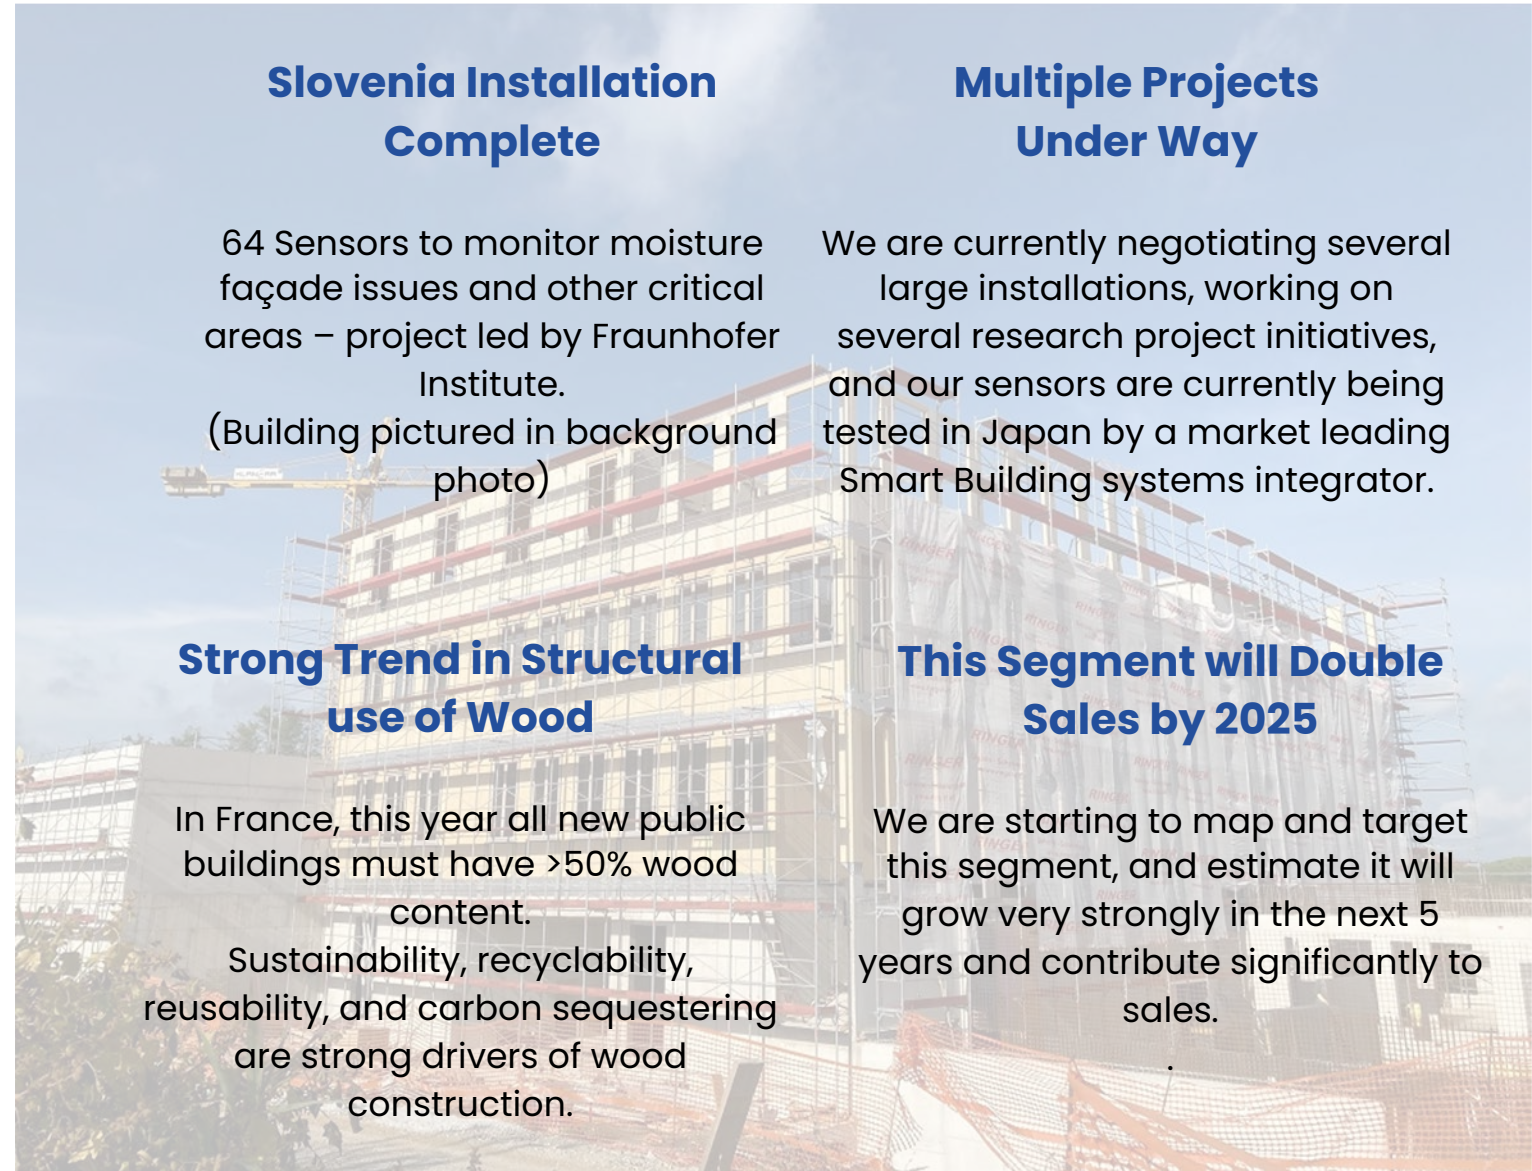 Slovenia Installation
Complete
64 Sensors to monitor moisture
façade issues and other critical
areas – project led by Fraunhofer
Institute.
(Building pictured in background
photo)
Multiple Projects
Under Way
We are currently negotiating several
large installations, working on
several research project initiatives,
and our sensors are currently being
tested in Japan by a market leading
Smart Building systems integrator.
Strong Trend in Structural
use of Wood
In France, this year all new public
buildings must have >50% wood
content.
Sustainability, recyclability,
reusability, and carbon sequestering
are strong drivers of wood
construction.
This Segment will Double
Sales by 2025
We are starting to map and target
this segment, and estimate it will
grow very strongly in the next 5
years and contribute significantly to
sales.
.
RINGER
RINGER
RINGER
RINGER
RINGER
RINGER